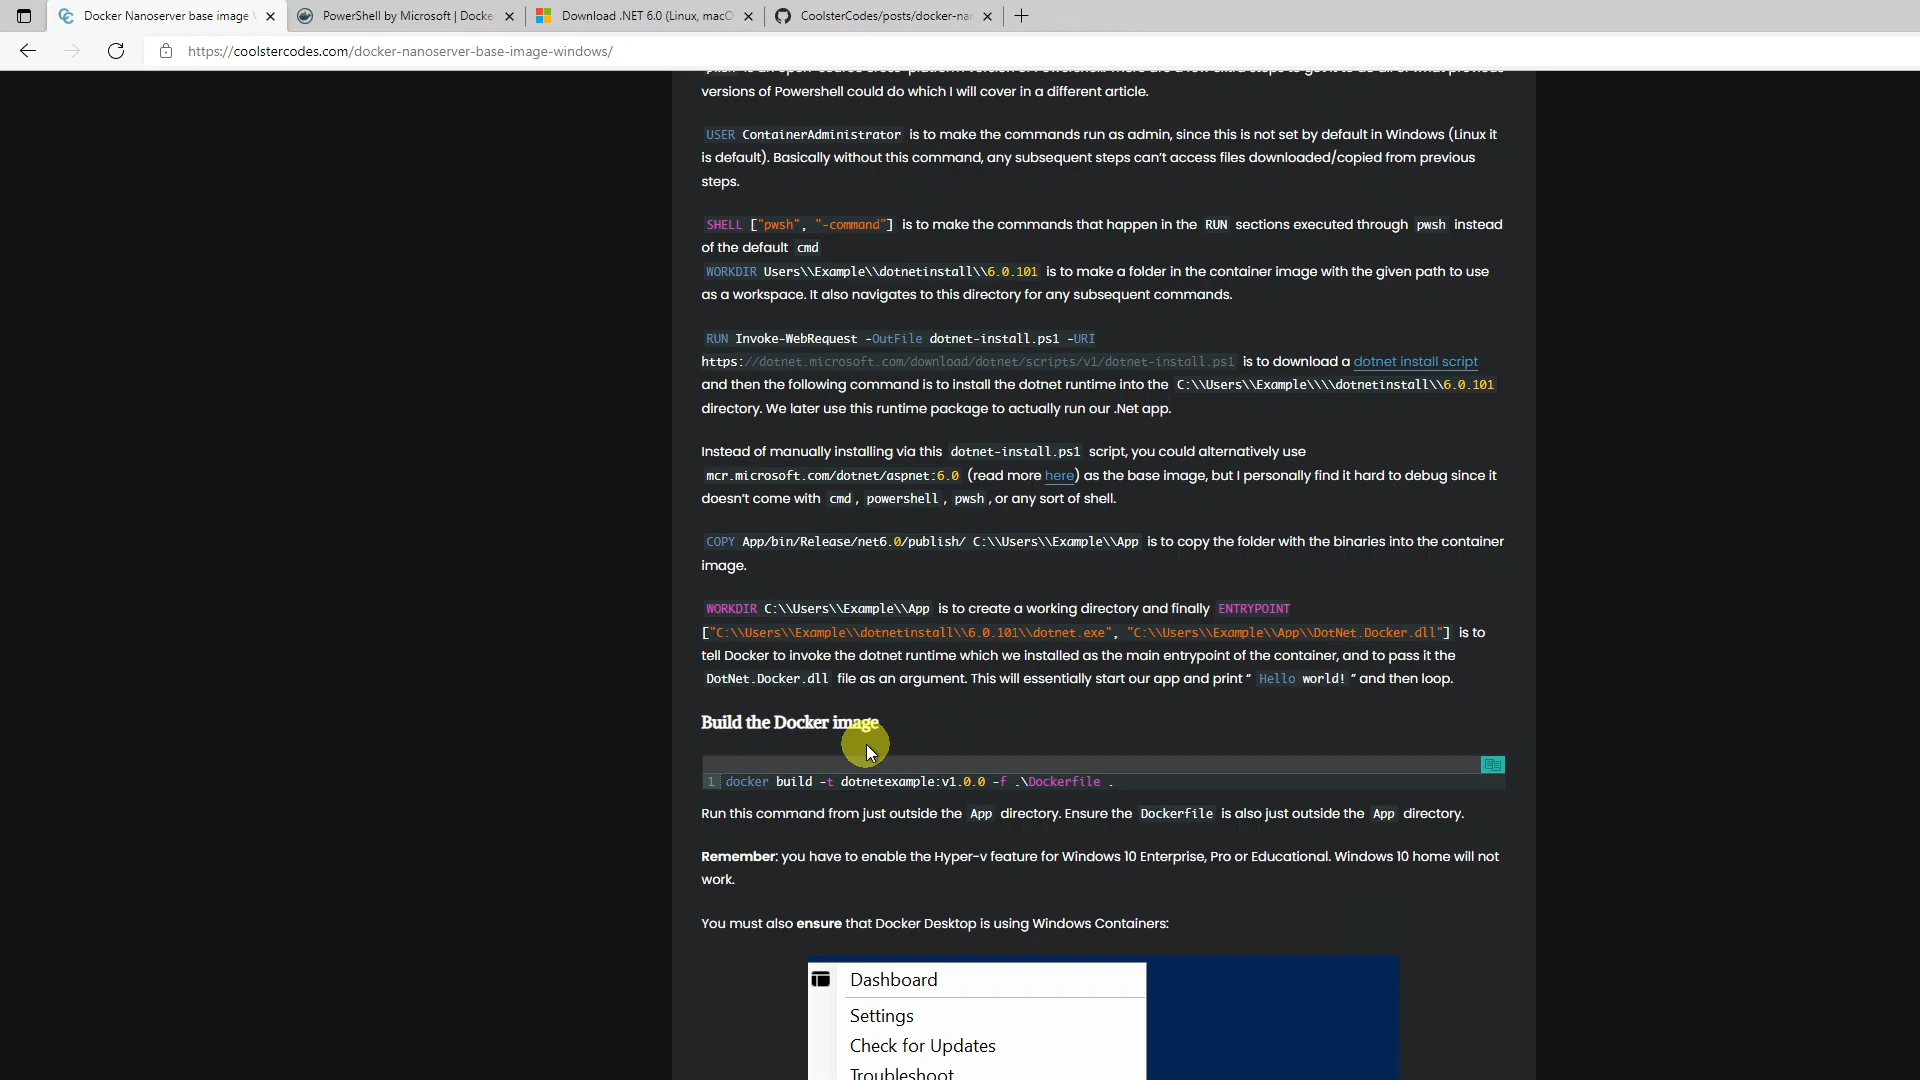 Docker Nanoserver base image
PowerShell by Microsoft | Docke
Download .NET 6.0 (Linux, macO
CoolsterCodes/posts/docker-na
https://coolstercodes.com/docker-nanoserver-base-image-windows/
versions of Powershell could do which I will cover in a different article.
USER ContainerAdministrator is to make the commands run as admin, since this is not set by default in Windows (Linux it
is default). Basically without this command, any subsequent steps can’t access files downloaded/copied from previous
steps.
SHELL ["pwsh", "-command"] is to make the commands that happen in the RUN sections executed through pwsh instead
of the default cmd
WORKDIR Users\\Example\\dotnetinstall\\6.0.101 is to make a folder in the container image with the given path to use
as a workspace. It also navigates to this directory for any subsequent commands.
RUN Invoke-WebRequest -OutFile dotnet-install.ps1 -URI
https://dotnet.microsoft.com/download/dotnet/scripts/v1/dotnet-install.ps1 is to download a dotnet install script
and then the following command is to install the dotnet runtime into the C:\\Users\\Example\\\\dotnetinstall\\6.0.101
directory. We later use this runtime package to actually run our .Net app.
Instead of manually installing via this dotnet-install.ps1 script, you could alternatively use
mcr.microsoft.com/dotnet/aspnet:6.0 (read more here) as the base image, but I personally find it hard to debug since it
doesn’t come with cmd, powershell, pwsh, or any sort of shell.
COPY App/bin/Release/net6.0/publish/ C:\\Users\\Example\\App is to copy the folder with the binaries into the container
image.
WORKDIR C:\\Users\\Example\\App is to create a working directory and finally ENTRYPOINT
["C:\\Users\\Example\\dotnetinstall\\6.0.101\\dotnet.exe", "C:\\Users\\Example\\App\\DotNet.Docker.dll"] is to
tell Docker to invoke the dotnet runtime which we installed as the main entrypoint of the container, and to pass it the
DotNet.Docker.dll file as an argument. This will essentially start our app and print “ Hello world! ” and then loop.
Build the Docker image
1 docker build -t dotnetexample:v1.0.0 -f .\Dockerfile .
Run this command from just outside the App directory. Ensure the Dockerfile is also just outside the App directory.
Remember: you have to enable the Hyper-v feature for Windows 10 Enterprise, Pro or Educational. Windows 10 home will not
work.
You must also ensure that Docker Desktop is using Windows Containers:
Dashboard
Settings
Check for Updates
Troubleshoot